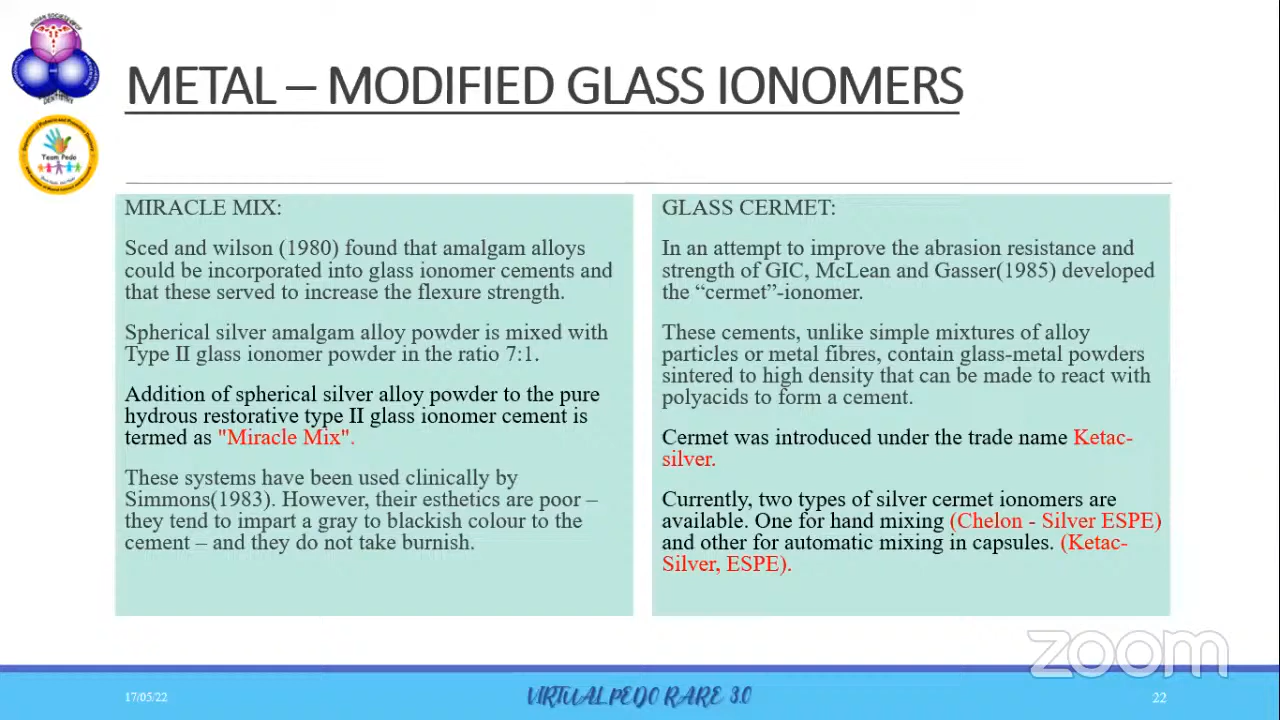 INDIAN SOCIETY OF
DENTISTRY
Team Pedo
METAL – MODIFIED GLASS IONOMERS
MIRACLE MIX:
Sced and wilson (1980) found that amalgam alloys
could be incorporated into glass ionomer cements and
that these served to increase the flexure strength.
Spherical silver amalgam alloy powder is mixed with
Type II glass ionomer powder in the ratio 7:1.
Addition of spherical silver alloy powder to the pure
hydrous restorative type II glass ionomer cement is
termed as "Miracle Mix".
These systems have been used clinically by
Simmons(1983). However, their esthetics are poor –
they tend to impart a gray to blackish colour to the
cement – and they do not take burnish.
GLASS CERMET:
In an attempt to improve the abrasion resistance and
strength of GIC, McLean and Gasser(1985) developed
the “cermet”-ionomer.
These cements, unlike simple mixtures of alloy
particles or metal fibres, contain glass-metal powders
sintered to high density that can be made to react with
polyacids to form a cement.
Cermet was introduced under the trade name Ketac-
silver.
Currently, two types of silver cermet ionomers are
available. One for hand mixing (Chelon - Silver ESPE)
and other for automatic mixing in capsules. (Ketac-
Silver, ESPE).
zoom
17/05/22
VIRTUAL PEDO RARE 3.0
22